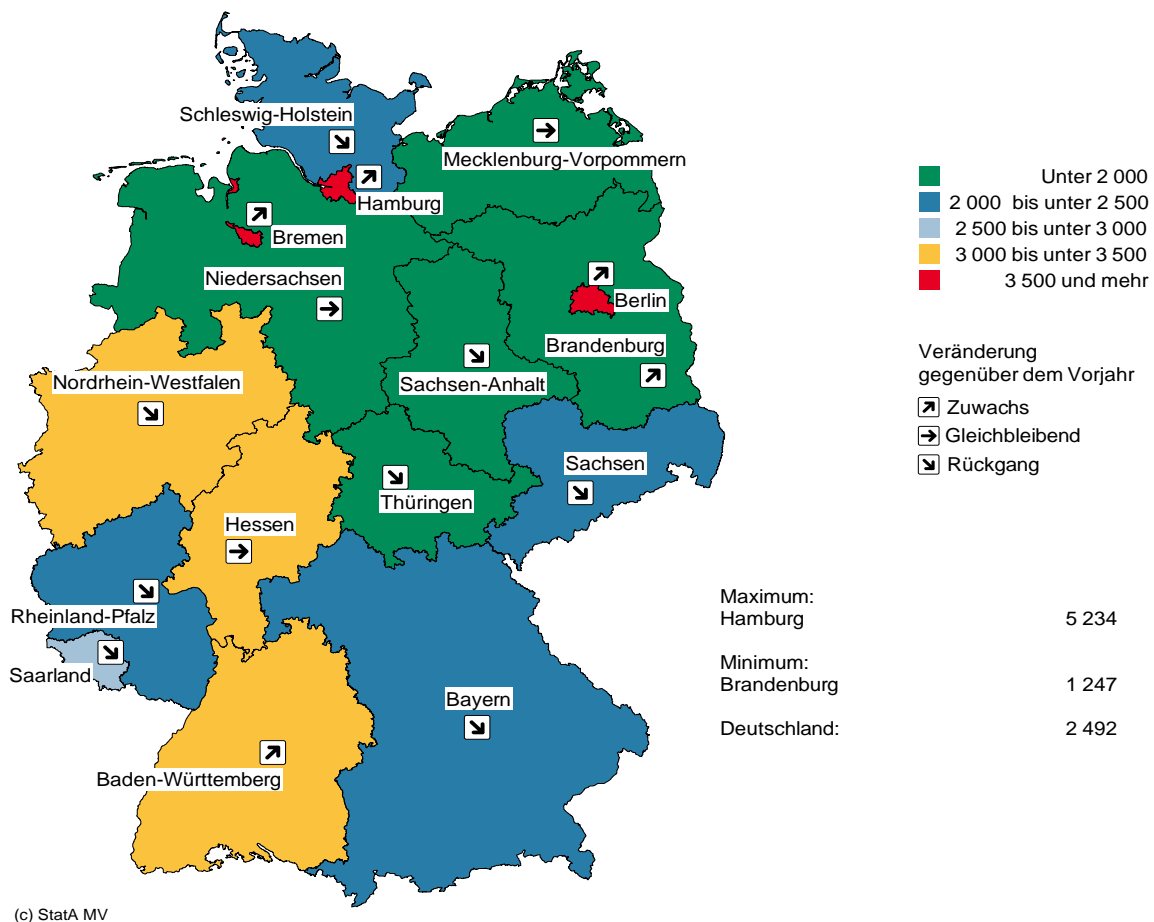 Schleswig-Holstein
Mecklenburg-Vorpommern
Hamburg
Bremen
Niedersachsen
Berlin
Brandenburg
Nordrhein-Westfalen
Sachsen-Anhalt
Sachsen
Thüringen
Hessen
Rheinland-Pfalz
Saarland
Bayern
Baden-Württemberg
Unter 2 000
2 000 bis unter 2 500
2 500 bis unter 3 000
3 000 bis unter 3 500
3 500 und mehr
Veränderung
gegenüber dem Vorjahr
Zuwachs
Gleichbleibend
Rückgang
Maximum:
Hamburg 5 234
Minimum:
Brandenburg 1 247
Deutschland: 2 492
(c) StatA MV